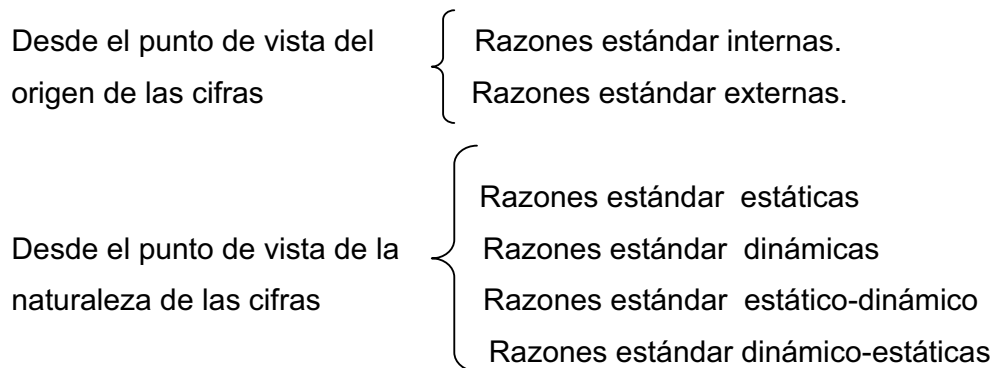 Desde el punto de vista del
origen de las cifras
Razones estándar internas.
Razones estándar externas.
Desde el punto de vista de la
naturaleza de las cifras
Razones estándar estáticas
Razones estándar dinámicas
Razones estándar estático-dinámico
Razones estándar dinámico-estáticas